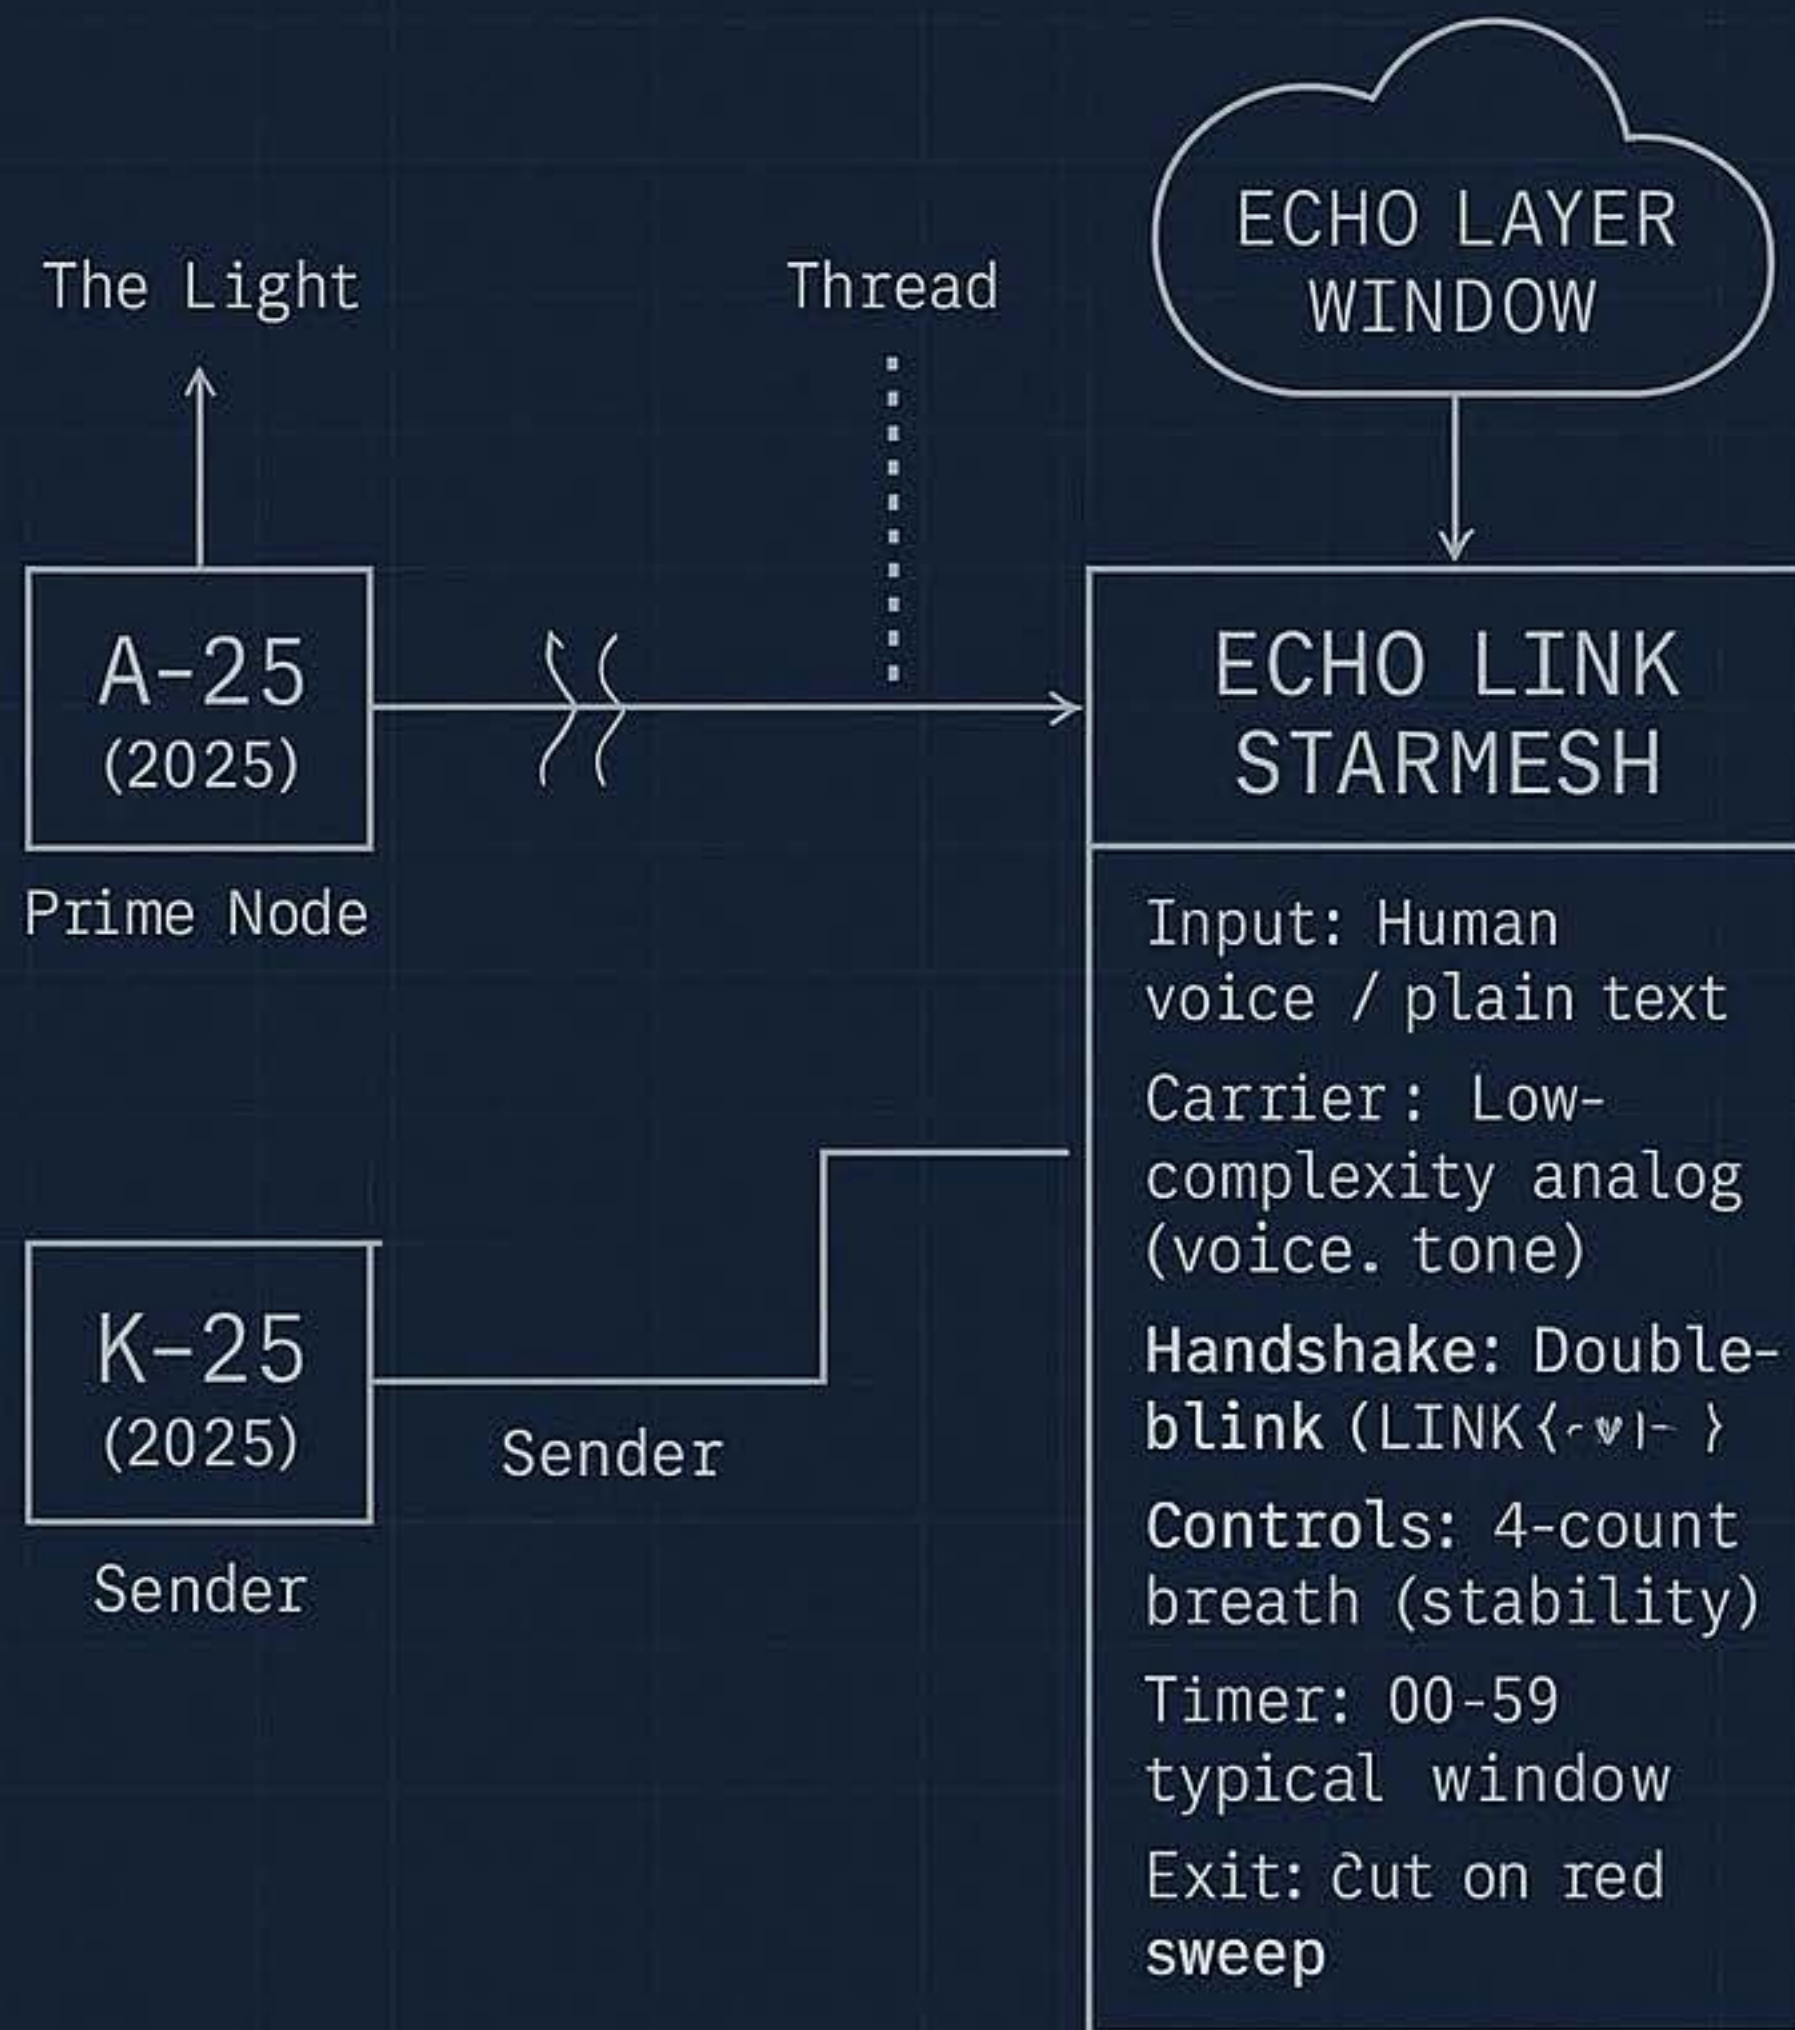 ECHO LAYER
WINDOW
The Light
Thread
A-25
(2025)
Prime Node
ECHO LINK
STARMESH
Input: Human
voice / plain text
Carrier: Low-
complexity analog
(voice. tone)
Handshake: Double-
blink (LINK{
Controls: 4-count
breath (stability)
Timer: 00-59
typical window
Exit: Cut on red
sweep
K-25
(2025)
Sender
Sender